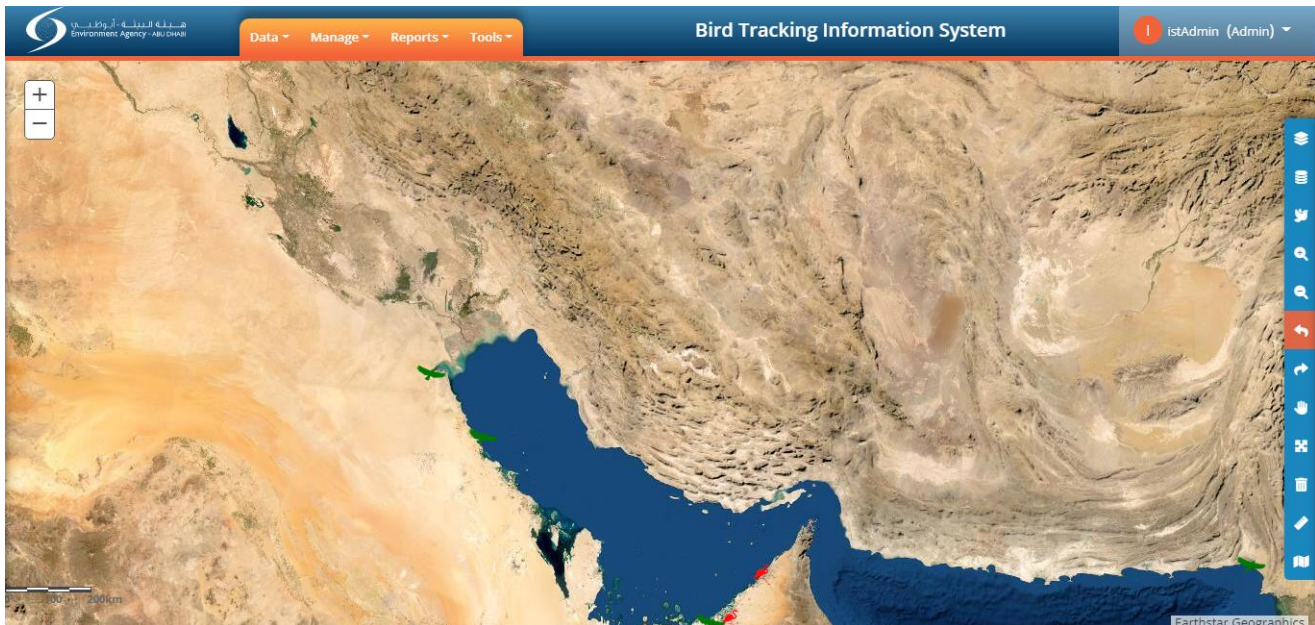 هيئة البيئة - أبوظبي
Environment Agency - ABU DHABI
Data
Manage
Reports
Tools
Bird Tracking Information System
I
istAdmin (Admin)
+
−
100
200km
Earthstar Geographics